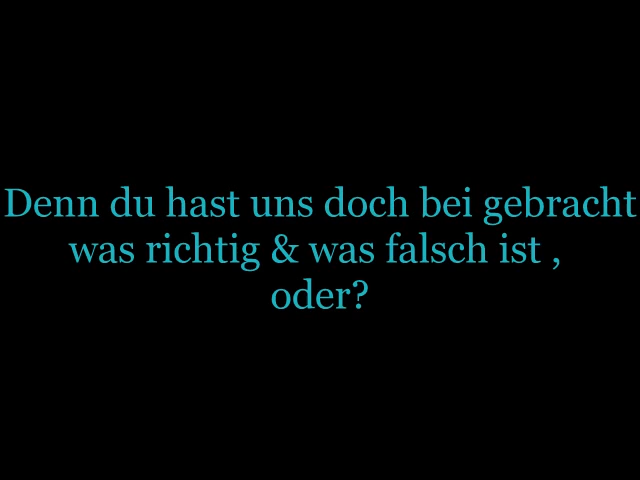 Denn du hast uns doch bei gebracht
was richtig & was falsch ist ,
oder?